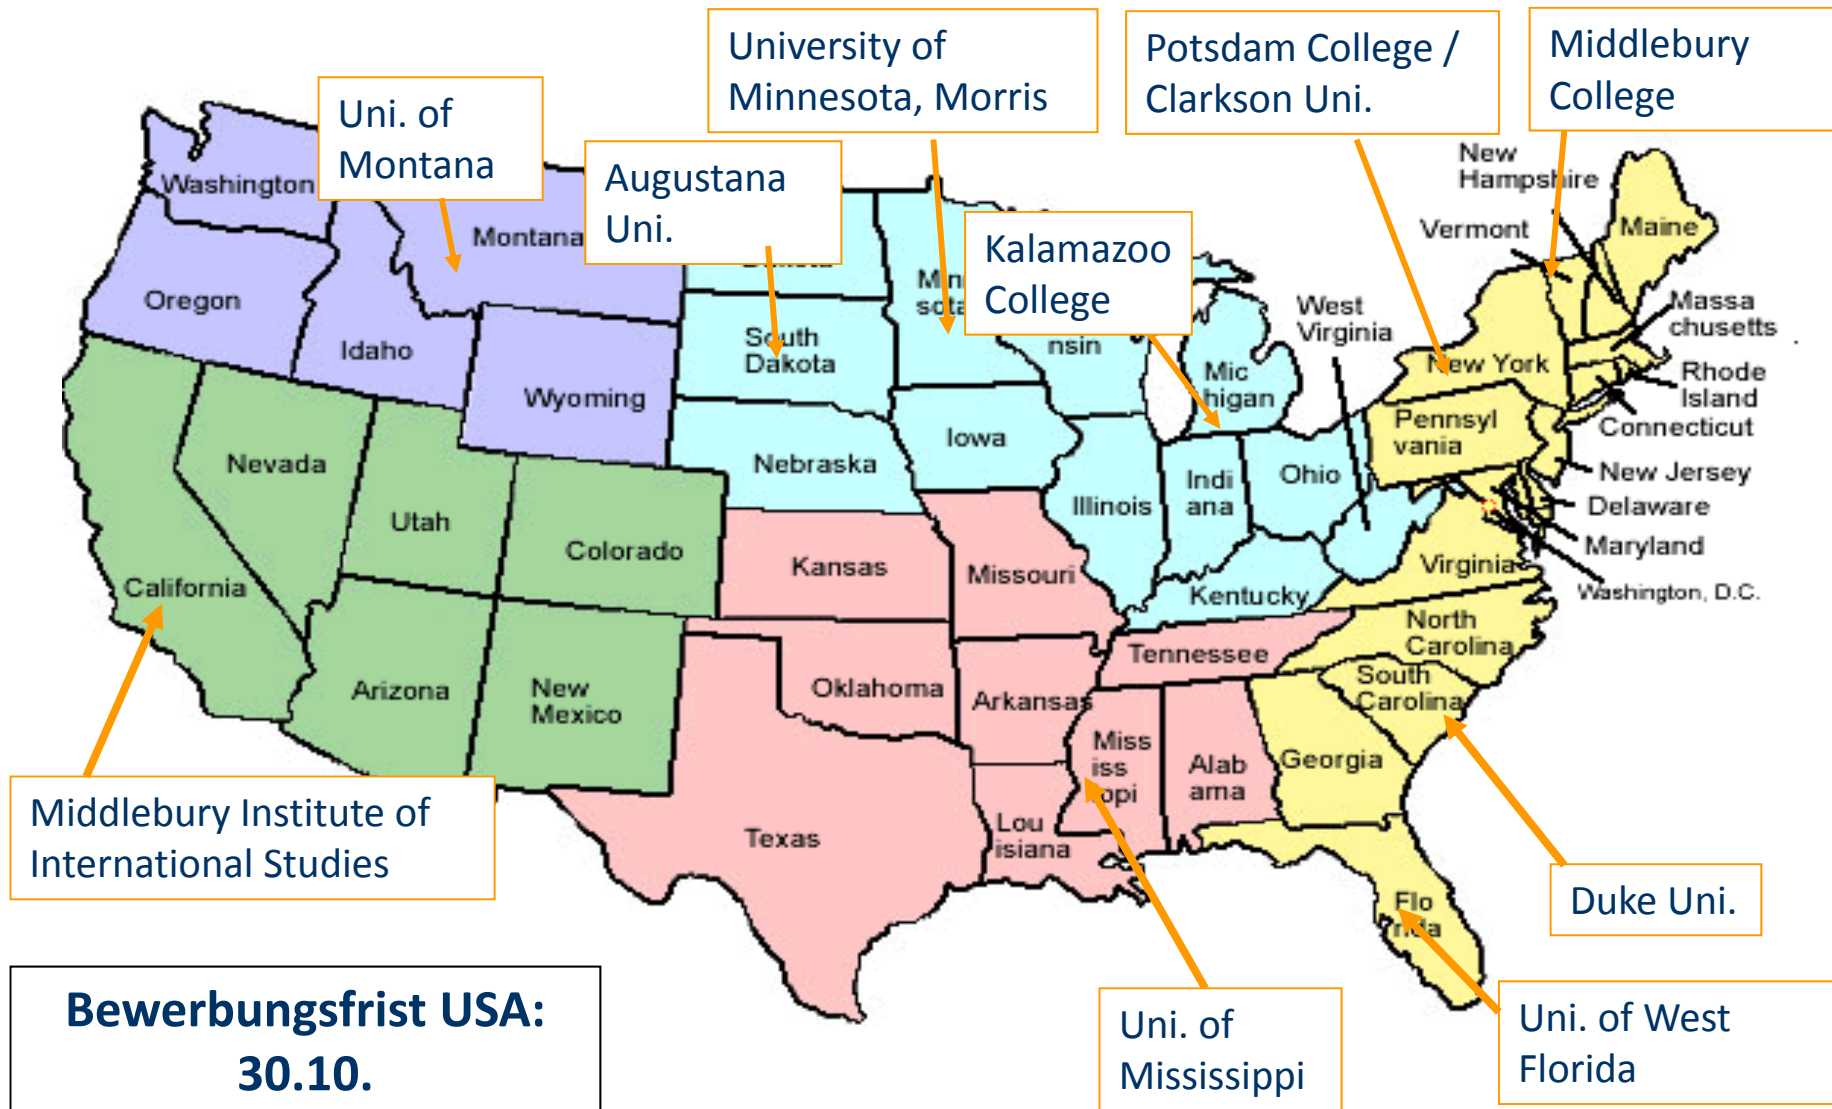 University of
Minnesota, Morris
Potsdam College /
Clarkson Uni.
Middlebury
College
Uni. of
Montana
Augustana
Uni.
Kalamazoo
College
New
Hampshire
Vermont
Maine
Washington
Montana
Oregon
Idaho
Wyoming
South
Dakota
Nebraska
Iowa
nsin
Mic
higan
West
Virginia
Massa
chusetts
New York
Rhode
Island
Connecticut
Pennsyl
vania
New Jersey
Delaware
Maryland
Washington, D.C.
Nevada
Utah
Colorado
California
Arizona
New
Mexico
Kansas
Missouri
Illinois
Indi
ana
Ohio
Kentucky
Virginia
North
Carolina
South
Carolina
Tennessee
Oklahoma
Arkansas
Texas
Lou
isiana
Miss
iss
ippi
Alab
ama
Georgia
Flo
rida
Middlebury Institute of
International Studies
Duke Uni.
Uni. of
Mississippi
Uni. of West
Florida
Bewerbungsfrist USA:
30.10.